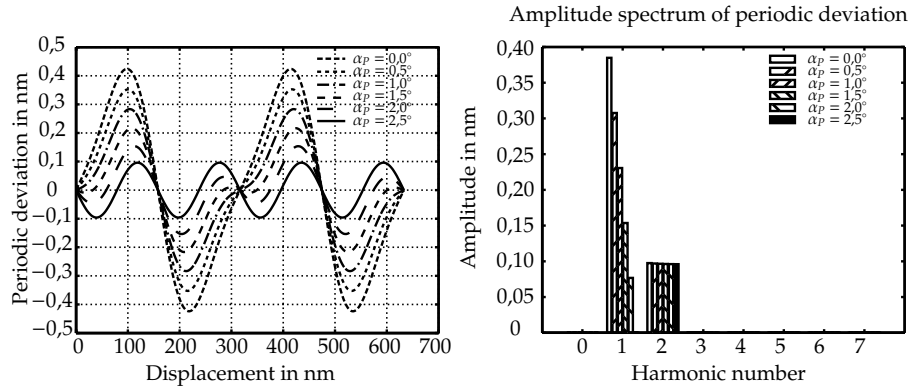 Amplitude spectrum of periodic deviation
Periodic deviation in nm
0,5
0,4
0,3
0,2
0,1
0
−0,1
−0,2
−0,3
−0,4
−0,5
0 100 200 300 400 500 600 700
Displacement in nm
αP = 0,0°
αP = 0,5°
αP = 1,0°
αP = 1,5°
αP = 2,0°
αP = 2,5°
Amplitude in nm
0,40
0,35
0,30
0,20
0,20
0,10
0,10
0,05
0
0 1 2 3 4 5 6 7
Harmonic number
αP = 0,0°
αP = 0,5°
αP = 1,0°
αP = 1,5°
αP = 2,0°
αP = 2,5°